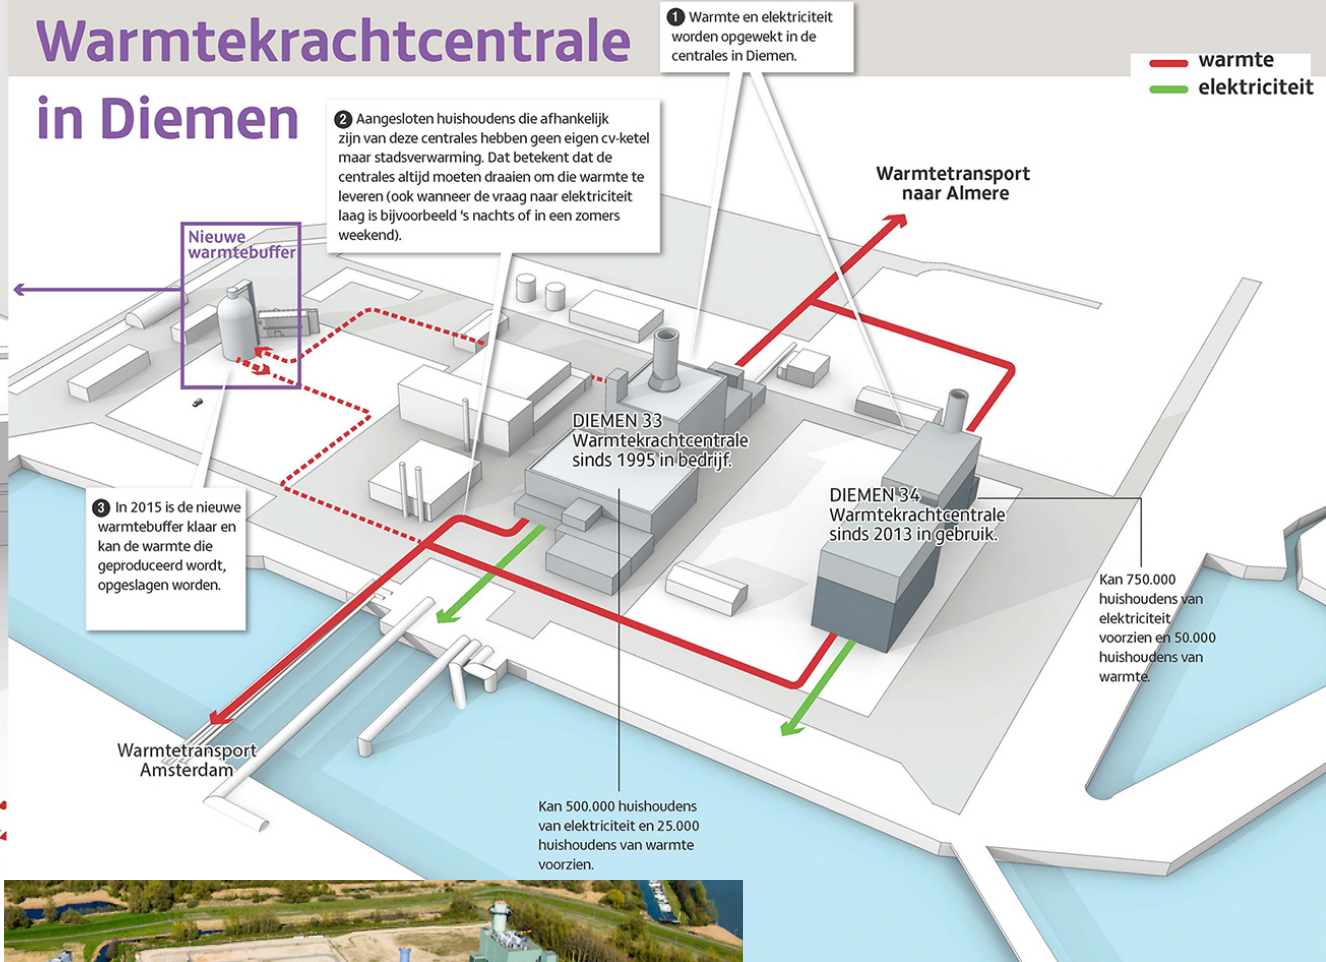 Warmtekrachtcentrale
in Diemen
1 Warmte en elektriciteit
worden opgewekt in de
centrales in Diemen.
warmte
elektriciteit
2 Aangesloten huishoudens die afhankelijk
zijn van deze centrales hebben geen eigen cv-ketel
maar stadsverwarming. Dat betekent dat de
centrales altijd moeten draaien om die warmte te
leveren (ook wanneer de vraag naar elektriciteit
laag is bijvoorbeeld ‘s nachts of in een zomers
weekend).
Warmtetransport
naar Almere
Nieuwe
warmtebuffer
DIEMEN 33
Warmtekrachtcentrale
sinds 1995 in bedrijf.
DIEMEN 34
Warmtekrachtcentrale
sinds 2013 in gebruik.
3 In 2015 is de nieuwe
warmtebuffer klaar en
kan de warmte die
geproduceerd wordt,
opgeslagen worden.
Kan 750.000
huishoudens van
elektriciteit
voorzien en 50.000
huishoudens van
warmte.
Warmtetransport
Amsterdam
Kan 500.000 huishoudens
van elektriciteit en 25.000
huishoudens van warmte
voorzien.